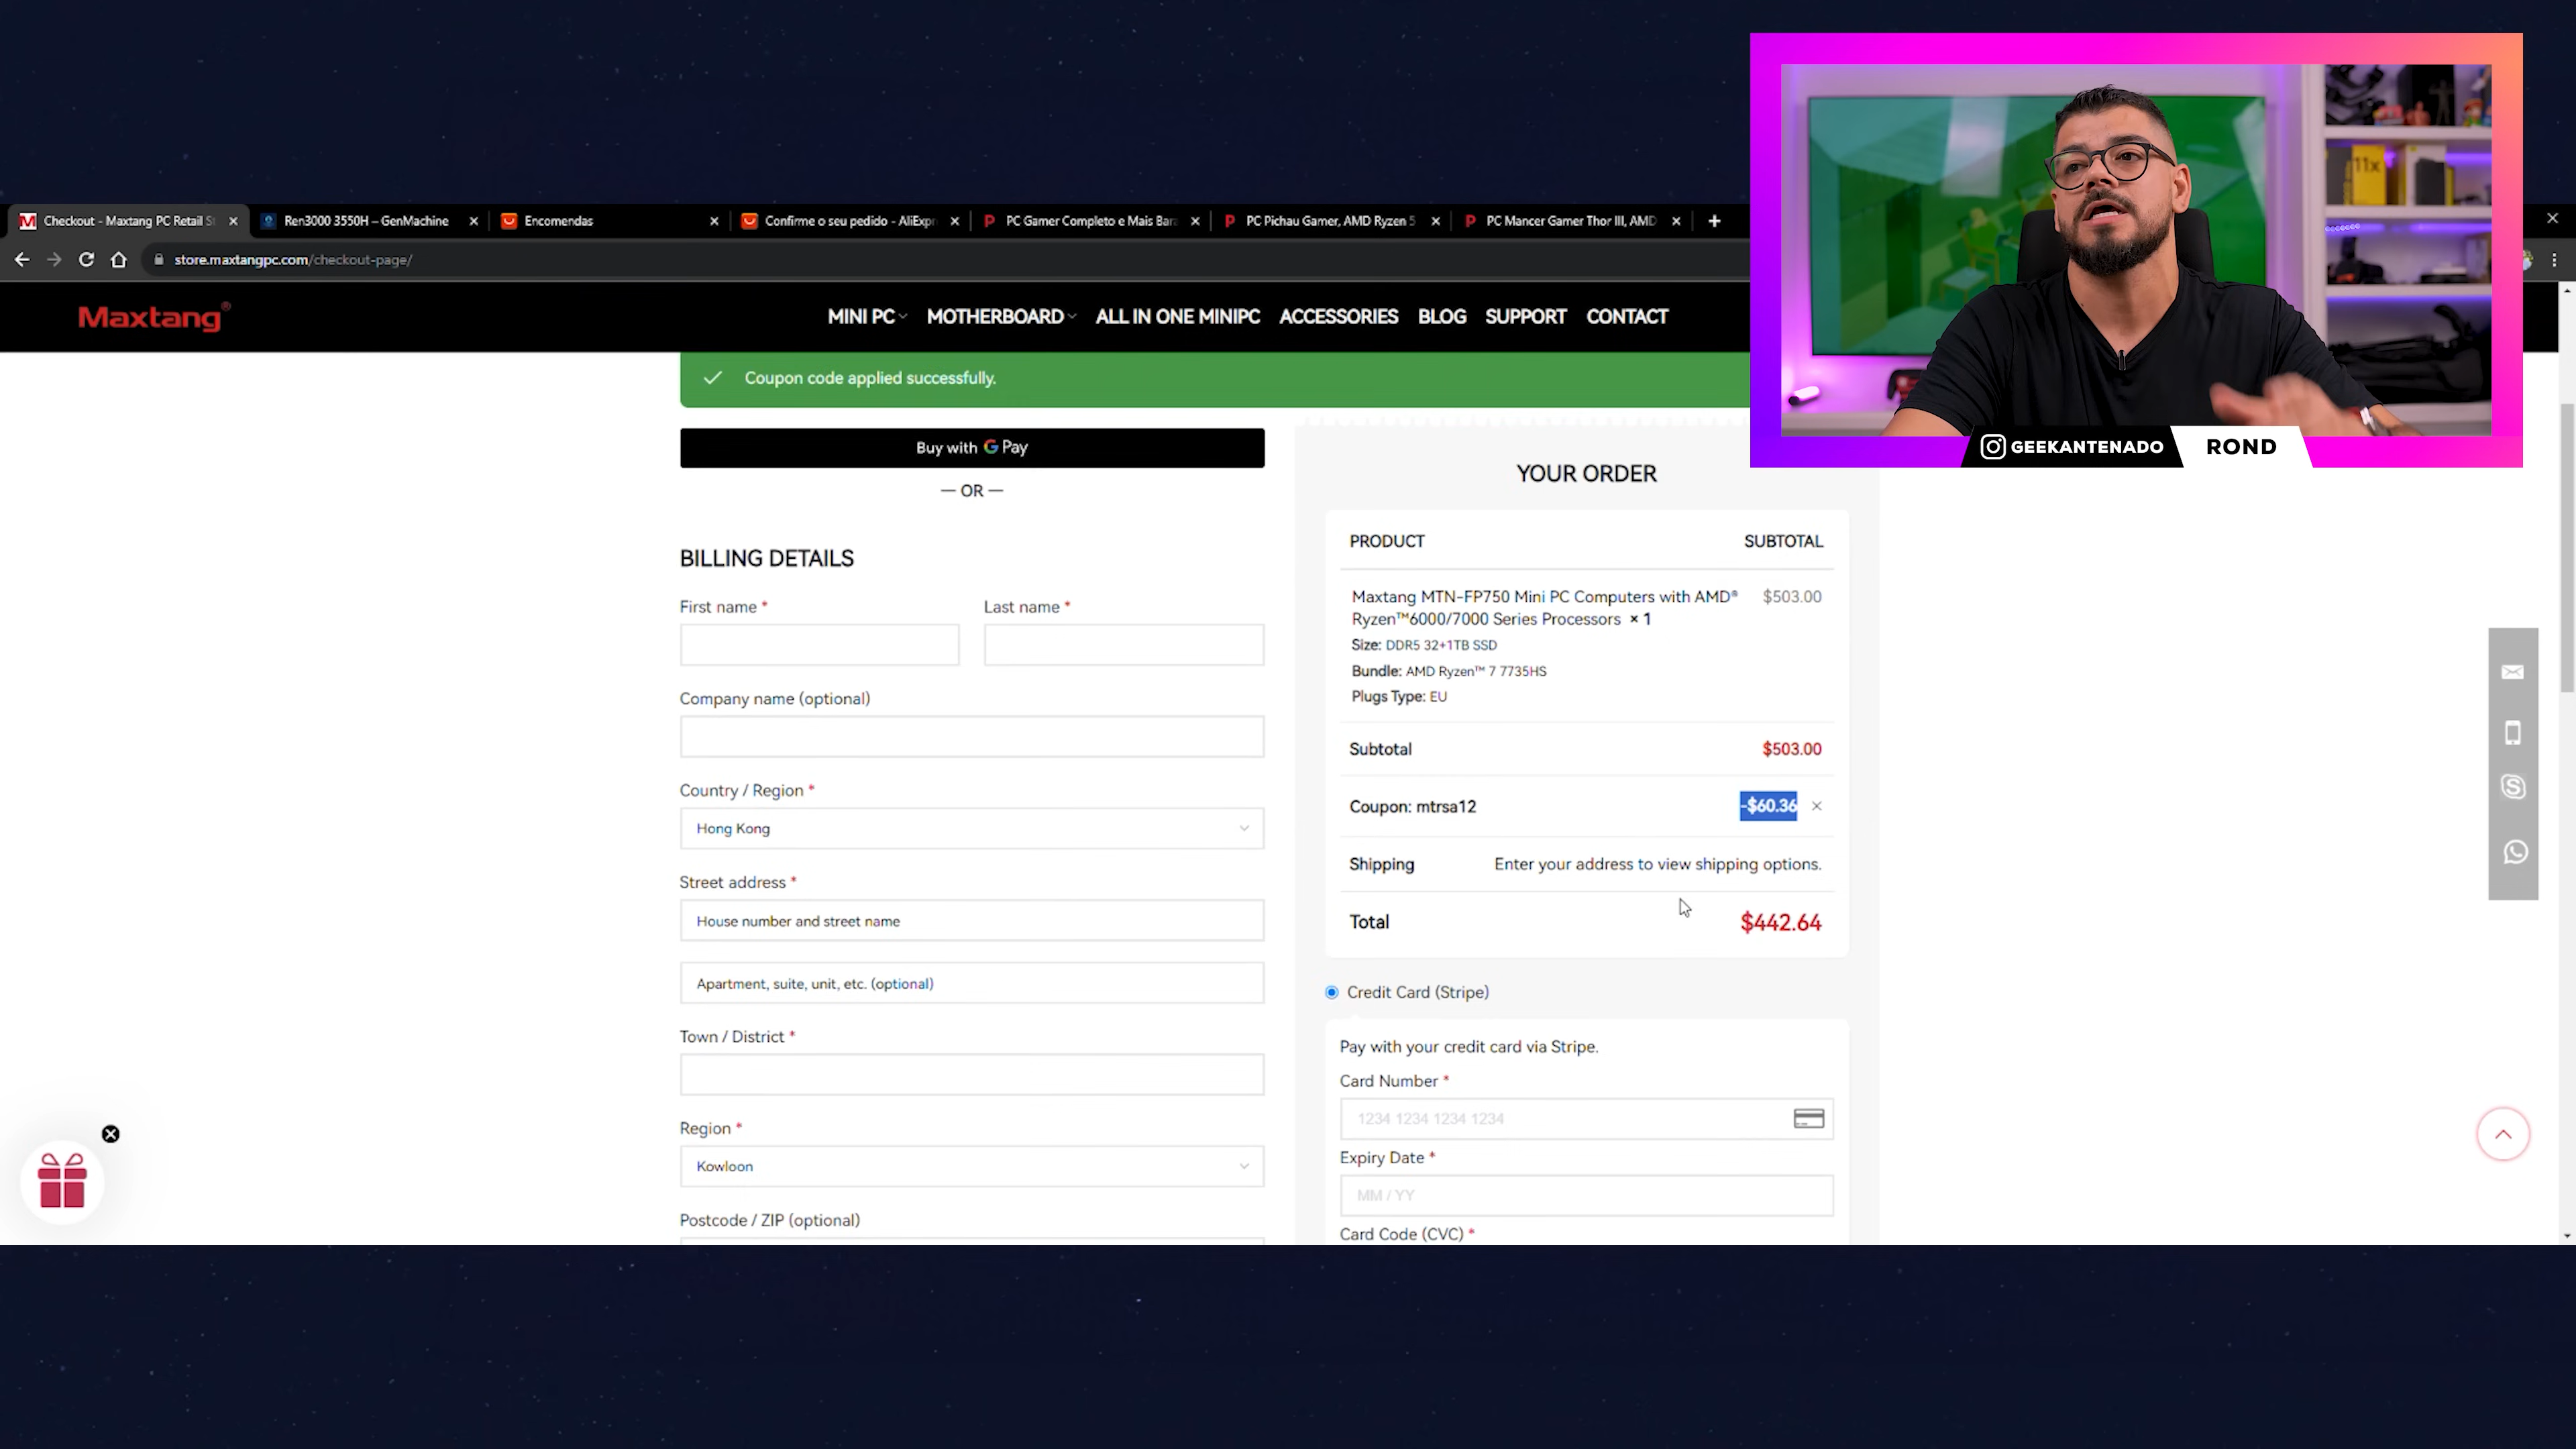 Checkout - Maxtang PC Retail S
Ren3000 3550H – GenMachine
Encomendas
Confirme o seu pedido - AliExpr
PC Gamer Completo e Mais Bara
PC Pichau Gamer, AMD Ryzen 5
PC Mancer Gamer Thor III, AMD
store.maxtangpc.com/checkout-page/
Maxtang®
MINI PC
MOTHERBOARD
ALL IN ONE MINIPC
ACCESSORIES
BLOG
SUPPORT
CONTACT
11x
GEEKANTENADO
ROND
Coupon code applied successfully.
Buy with G Pay
— OR —
BILLING DETAILS
First name *
Last name *
Company name (optional)
Country / Region *
Hong Kong
Street address *
House number and street name
Apartment, suite, unit, etc. (optional)
Town / District *
Region *
Kowloon
Postcode / ZIP (optional)
YOUR ORDER
PRODUCT SUBTOTAL
Maxtang MTN-FP750 Mini PC Computers with AMD® $503.00
Ryzen™6000/7000 Series Processors × 1
Size: DDR5 32+1TB SSD
Bundle: AMD Ryzen™ 7 7735HS
Plugs Type: EU
Subtotal $503.00
Coupon: mtrsa12 -$60.36 ×
Shipping Enter your address to view shipping options.
Total $442.64
Credit Card (Stripe)
Pay with your credit card via Stripe.
Card Number *
1234 1234 1234 1234
Expiry Date *
MM / YY
Card Code (CVC) *